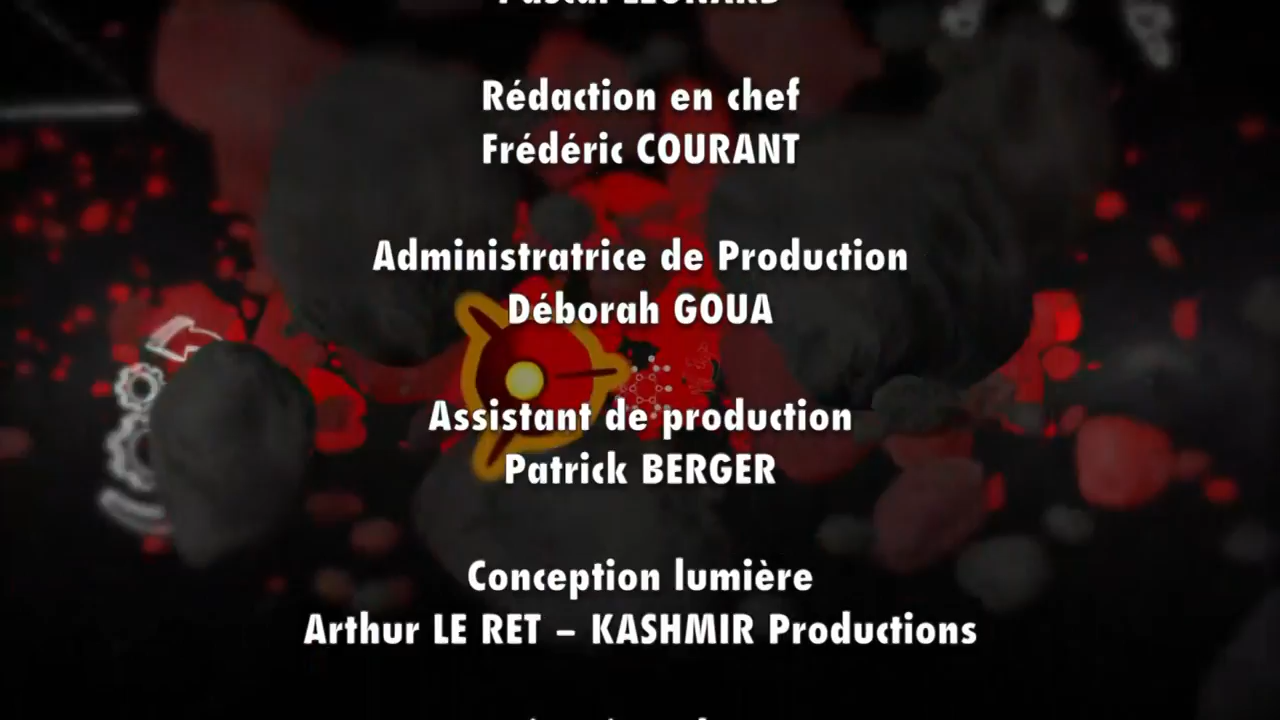 Rédaction en chef
Frédéric COURANT
Administratrice de Production
Déborah GOUA
Assistant de production
Patrick BERGER
Conception lumière
Arthur LE RET – KASHMIR Productions